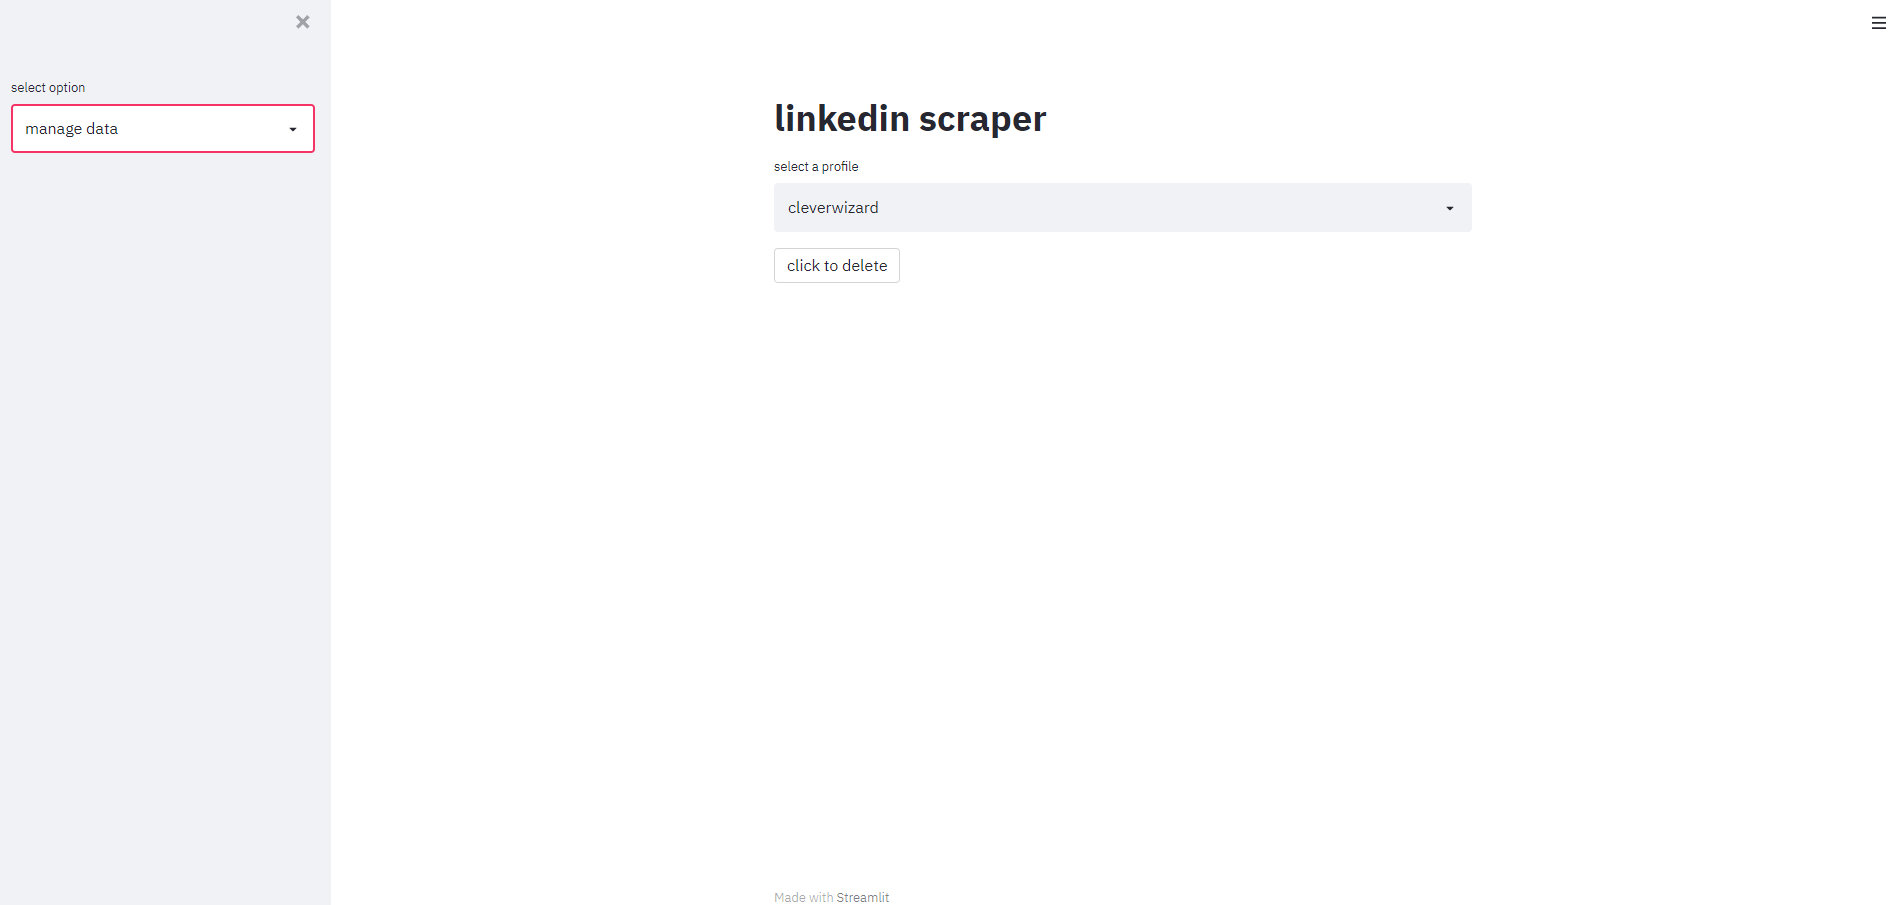 select option
manage data
linkedin scraper
select a profile
cleverwizard
click to delete
Made with Streamlit